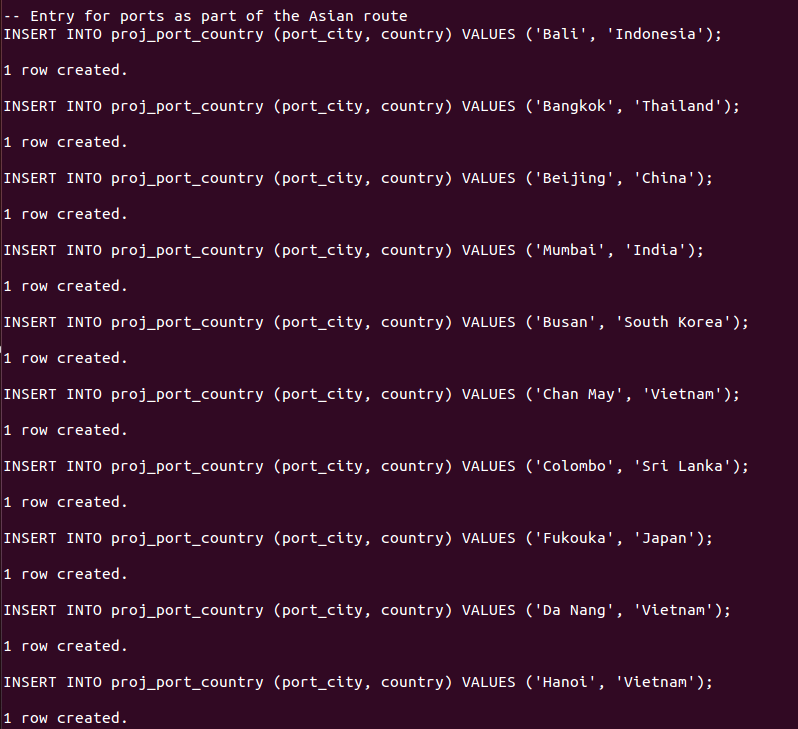 -- Entry for ports as part of the Asian route
INSERT INTO proj_port_country (port_city, country) VALUES ('Bali', 'Indonesia');
1 row created.
INSERT INTO proj_port_country (port_city, country) VALUES ('Bangkok', 'Thailand');
1 row created.
INSERT INTO proj_port_country (port_city, country) VALUES ('Beijing', 'China');
1 row created.
INSERT INTO proj_port_country (port_city, country) VALUES ('Mumbai', 'India');
1 row created.
INSERT INTO proj_port_country (port_city, country) VALUES ('Busan', 'South Korea');
1 row created.
INSERT INTO proj_port_country (port_city, country) VALUES ('Chan May', 'Vietnam');
1 row created.
INSERT INTO proj_port_country (port_city, country) VALUES ('Colombo', 'Sri Lanka');
1 row created.
INSERT INTO proj_port_country (port_city, country) VALUES ('Fukouka', 'Japan');
1 row created.
INSERT INTO proj_port_country (port_city, country) VALUES ('Da Nang', 'Vietnam');
1 row created.
INSERT INTO proj_port_country (port_city, country) VALUES ('Hanoi', 'Vietnam');
1 row created.